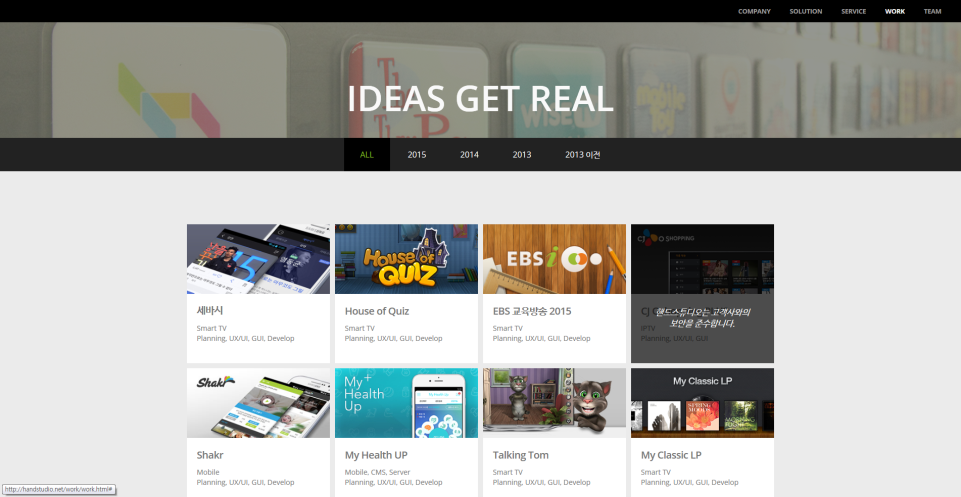 COMPANY SOLUTION SERVICE WORK TEAM
IDEAS GET REAL
ALL 2015 2014 2013 2013 이전
House of
QUIZ
EBS
CJ O SHOPPING
세바시
Smart TV
Planning, UX/UI, GUI, Develop
House of Quiz
Smart TV
Planning, UX/UI, GUI, Develop
EBS 교육방송 2015
Smart TV
Planning, UX/UI, GUI, Develop
핸드스튜디오는 고객사와의
보안을 준수합니다.
IPTV
Planning, UX/UI, GUI
Shakr
My+
Health
Up
My Classic LP
Shakr
Mobile
Planning, UX/UI, GUI, Develop
My Health UP
Mobile, CMS, Server
Planning, UX/UI, GUI, Develop
Talking Tom
Smart TV
Planning, UX/UI, GUI, Develop
My Classic LP
Smart TV
Planning, UX/UI, GUI, Develop
http://handstudio.net/work/work.html#